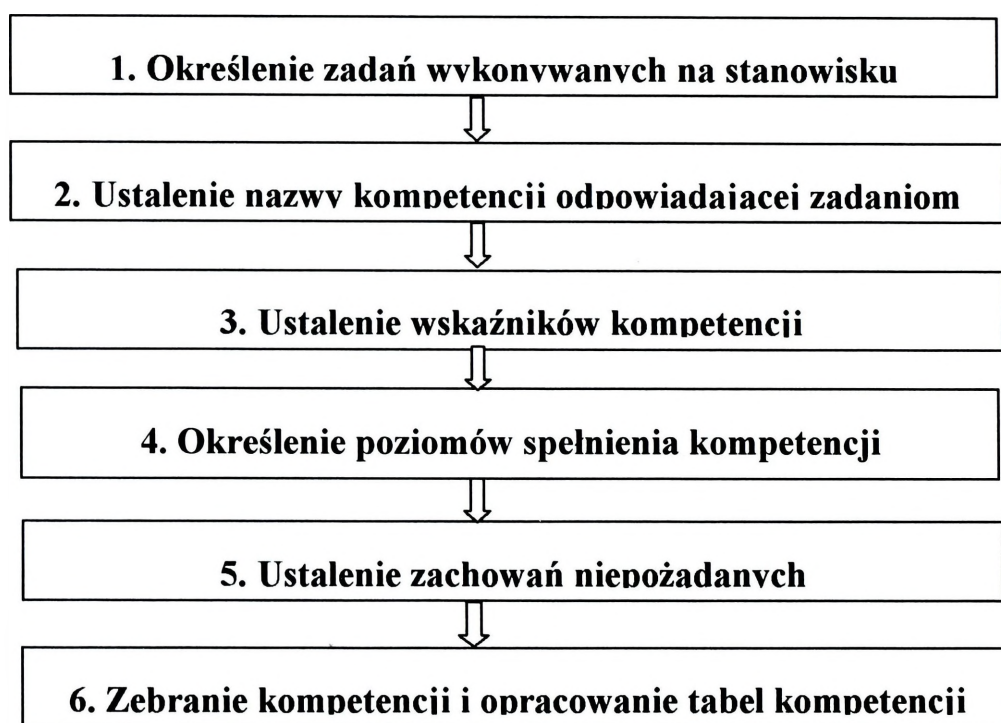 1. Określenie zadań wykonywanych na stanowisku
2. Ustalenie nazwy kompetencji odpowiadającej zadaniom
3. Ustalenie wskaźników kompetencji
4. Określenie poziomów spełnienia kompetencji
5. Ustalenie zachowań niepożądanych
6. Zebranie kompetencji i opracowanie tabel kompetencji